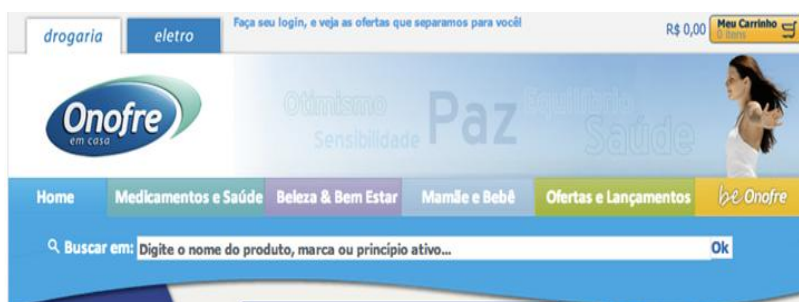 drogaria
eletro
Faça seu login, e veja as ofertas que separamos para você!
R$ 0,00
Meu Carrinho
0 itens
Onofre
em casa
Otimismo
Sensibilidade
Paz
Equilíbrio
Saúde
Home
Medicamentos e Saúde
Beleza & Bem Estar
Mamãe e Bebê
Ofertas e Lançamentos
be Onofre
Buscar em:
Digite o nome do produto, marca ou princípio ativo...
Ok